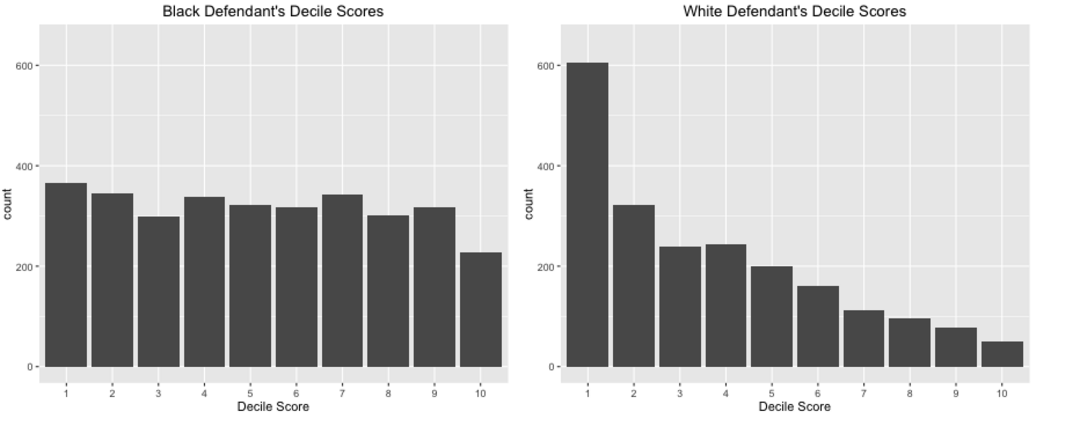 Black Defendant's Decile Scores
600
400
200
0
count
1 2 3 4 5 6 7 8 9 10
Decile Score
White Defendant's Decile Scores
600
400
200
0
count
1 2 3 4 5 6 7 8 9 10
Decile Score